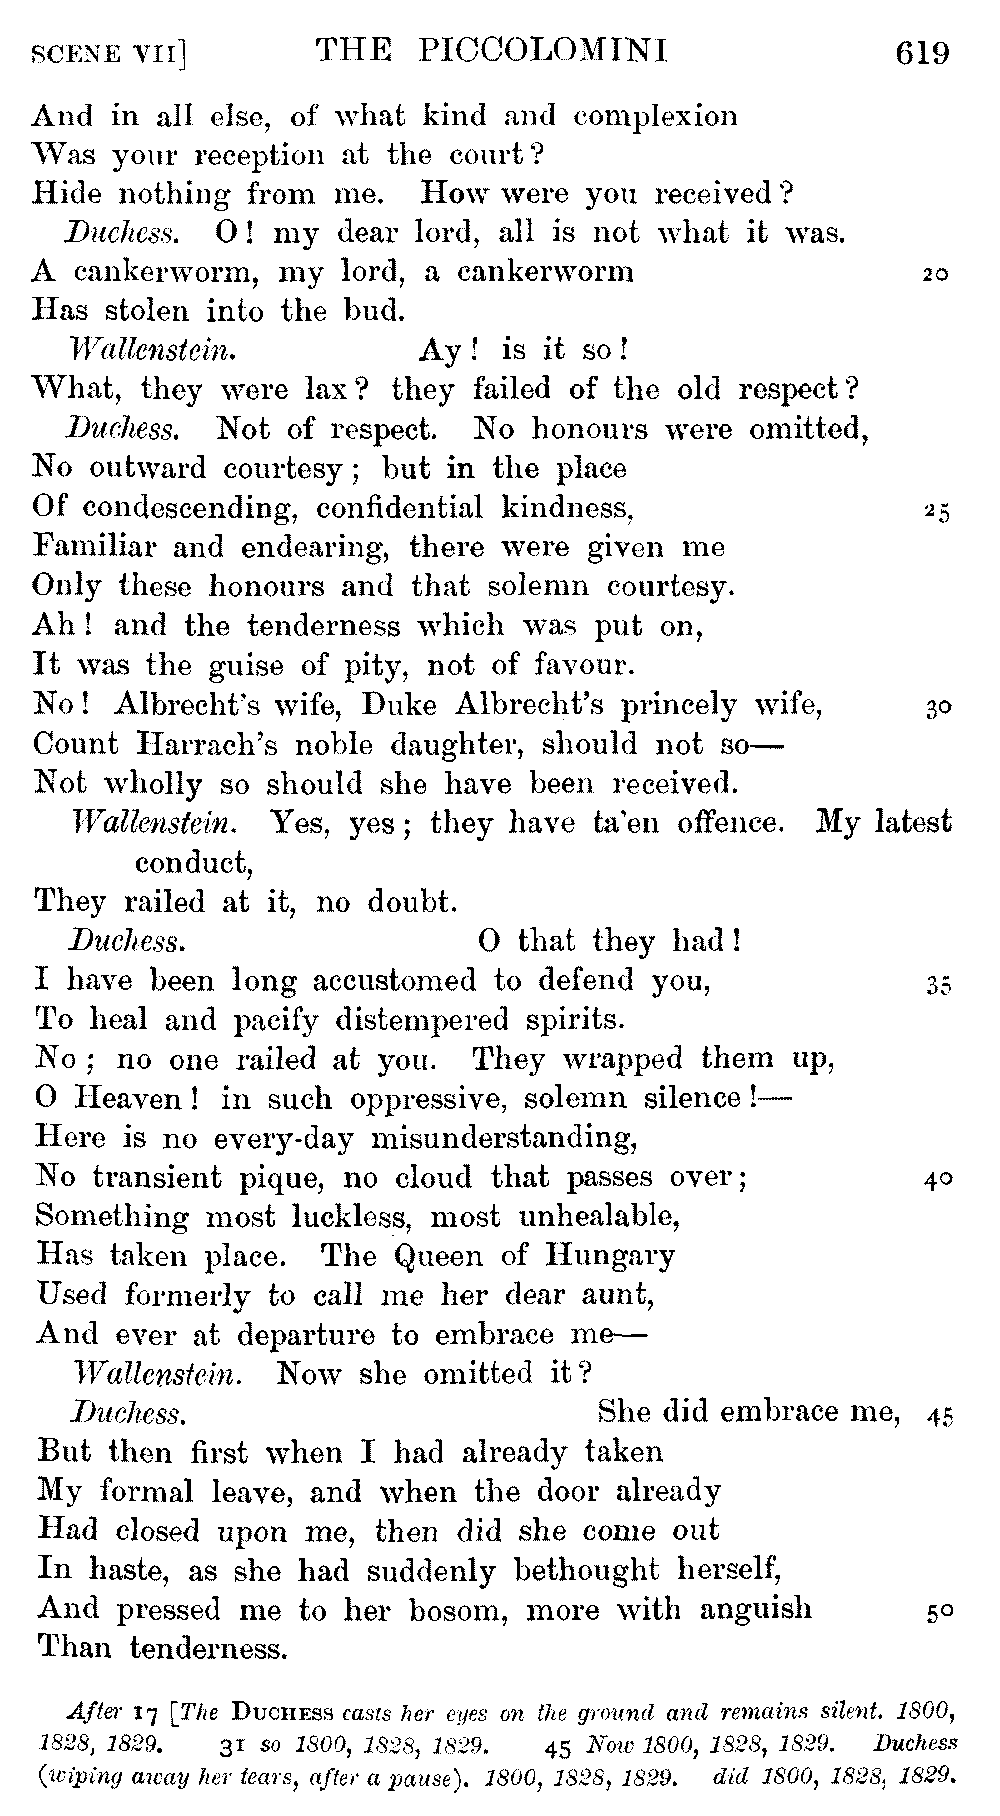 SCENE VII] THE PICCOLOMINI 619
And in all else, of what kind and complexion
Was your reception at the court?
Hide nothing from me. How were you received?
Duchess. O! my dear lord, all is not what it was.
A cankerworm, my lord, a cankerworm 20
Has stolen into the bud.
Wallenstein. Ay! is it so!
What, they were lax? they failed of the old respect?
Duchess. Not of respect. No honours were omitted,
No outward courtesy; but in the place
Of condescending, confidential kindness, 25
Familiar and endearing, there were given me
Only these honours and that solemn courtesy.
Ah! and the tenderness which was put on,
It was the guise of pity, not of favour.
No! Albrecht's wife, Duke Albrecht's princely wife, 30
Count Harrach's noble daughter, should not so—
Not wholly so should she have been received.
Wallenstein. Yes, yes; they have ta'en offence. My latest
conduct,
They railed at it, no doubt.
Duchess. O that they had!
I have been long accustomed to defend you, 35
To heal and pacify distempered spirits.
No; no one railed at you. They wrapped them up,
O Heaven! in such oppressive, solemn silence!—
Here is no every-day misunderstanding,
No transient pique, no cloud that passes over; 40
Something most luckless, most unhealable,
Has taken place. The Queen of Hungary
Used formerly to call me her dear aunt,
And ever at departure to embrace me—
Wallenstein. Now she omitted it?
Duchess. She did embrace me, 45
But then first when I had already taken
My formal leave, and when the door already
Had closed upon me, then did she come out
In haste, as she had suddenly bethought herself,
And pressed me to her bosom, more with anguish 50
Than tenderness.
After 17 [The DUCHESS casts her eyes on the ground and remains silent. 1800,
1828, 1829. 31 so 1800, 1828, 1829. 45 Now 1800, 1828, 1829. Duchess
(wiping away her tears, after a pause). 1800, 1828, 1829. did 1800, 1828, 1829.